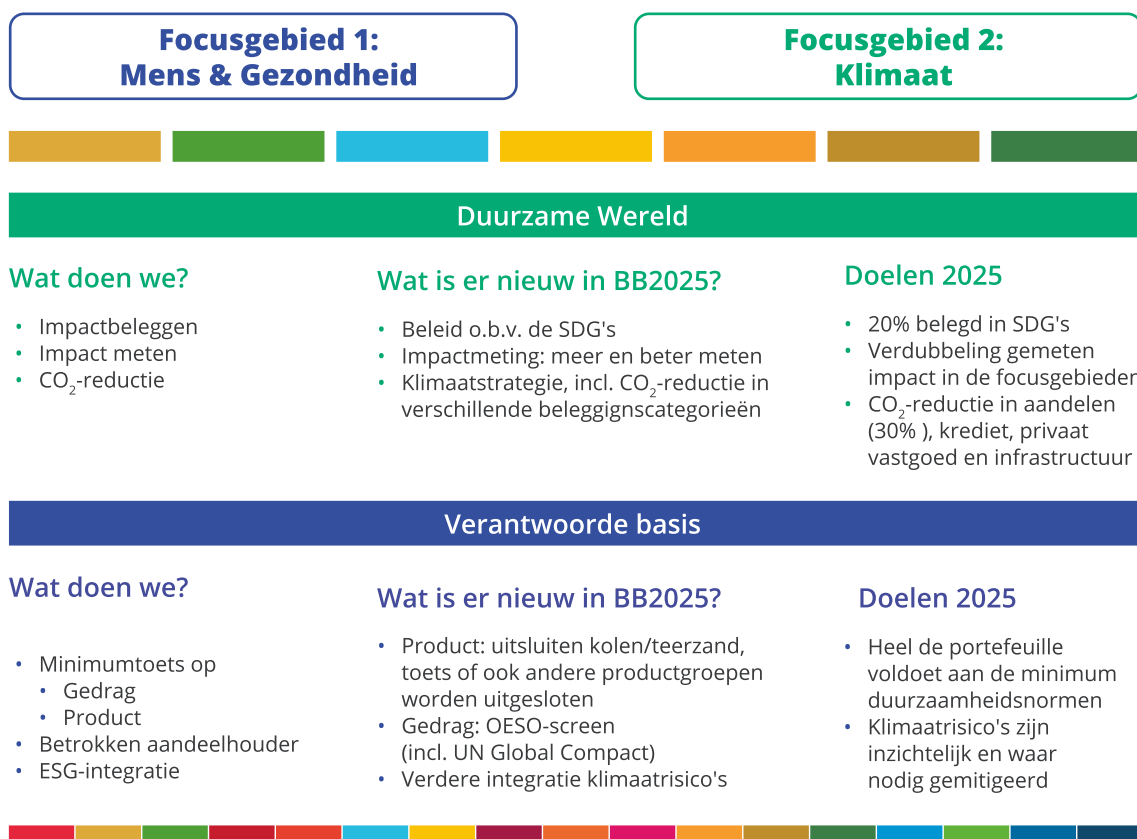 Focusgebied 1:
Mens & Gezondheid
Focusgebied 2:
Klimaat
Duurzame Wereld
Wat doen we?
• Impactbeleggen
• Impact meten
• CO₂-reductie
Wat is er nieuw in BB2025?
• Beleid o.b.v. de SDG's
• Impactmeting: meer en beter meten
• Klimaatstrategie, incl. CO₂-reductie in
verschillende beleggignscategorieën
Doelen 2025
• 20% belegd in SDG's
• Verdubbeling gemeten
impact in de focusgebieden
• CO₂-reductie in aandelen
(30% ), krediet, privaat
vastgoed en infrastructuur
Verantwoorde basis
Wat doen we?
• Minimumtoets op
• Gedrag
• Product
• Betrokken aandeelhouder
• ESG-integratie
Wat is er nieuw in BB2025?
• Product: uitsluiten kolen/teerzand,
toets of ook andere productgroepen
worden uitgesloten
• Gedrag: OESO-screen
(incl. UN Global Compact)
• Verdere integratie klimaatrisico's
Doelen 2025
• Heel de portefeuille
voldoet aan de minimum
duurzaamheidsnormen
• Klimaatrisico's zijn
inzichtelijk en waar
nodig gemitigeerd